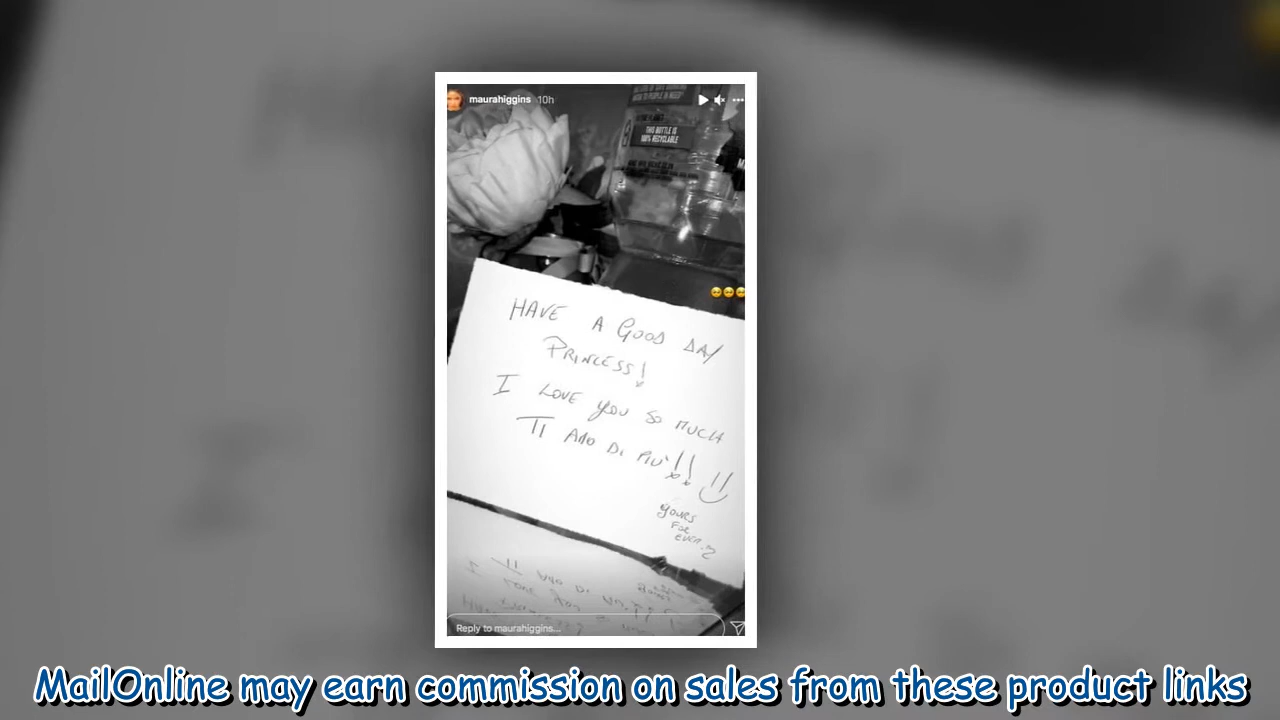 maurahiggins 10h
THIS BOTTLE IS
100% RECYCLABLE
HAVE A GOOD DAY
PRINCESS!
I LOVE YOU SO MUCH
TI AMO DI PIU'!!
yours
FOR
EVER
Reply to maurahiggins...
MailOnline may earn commission on sales from these product links